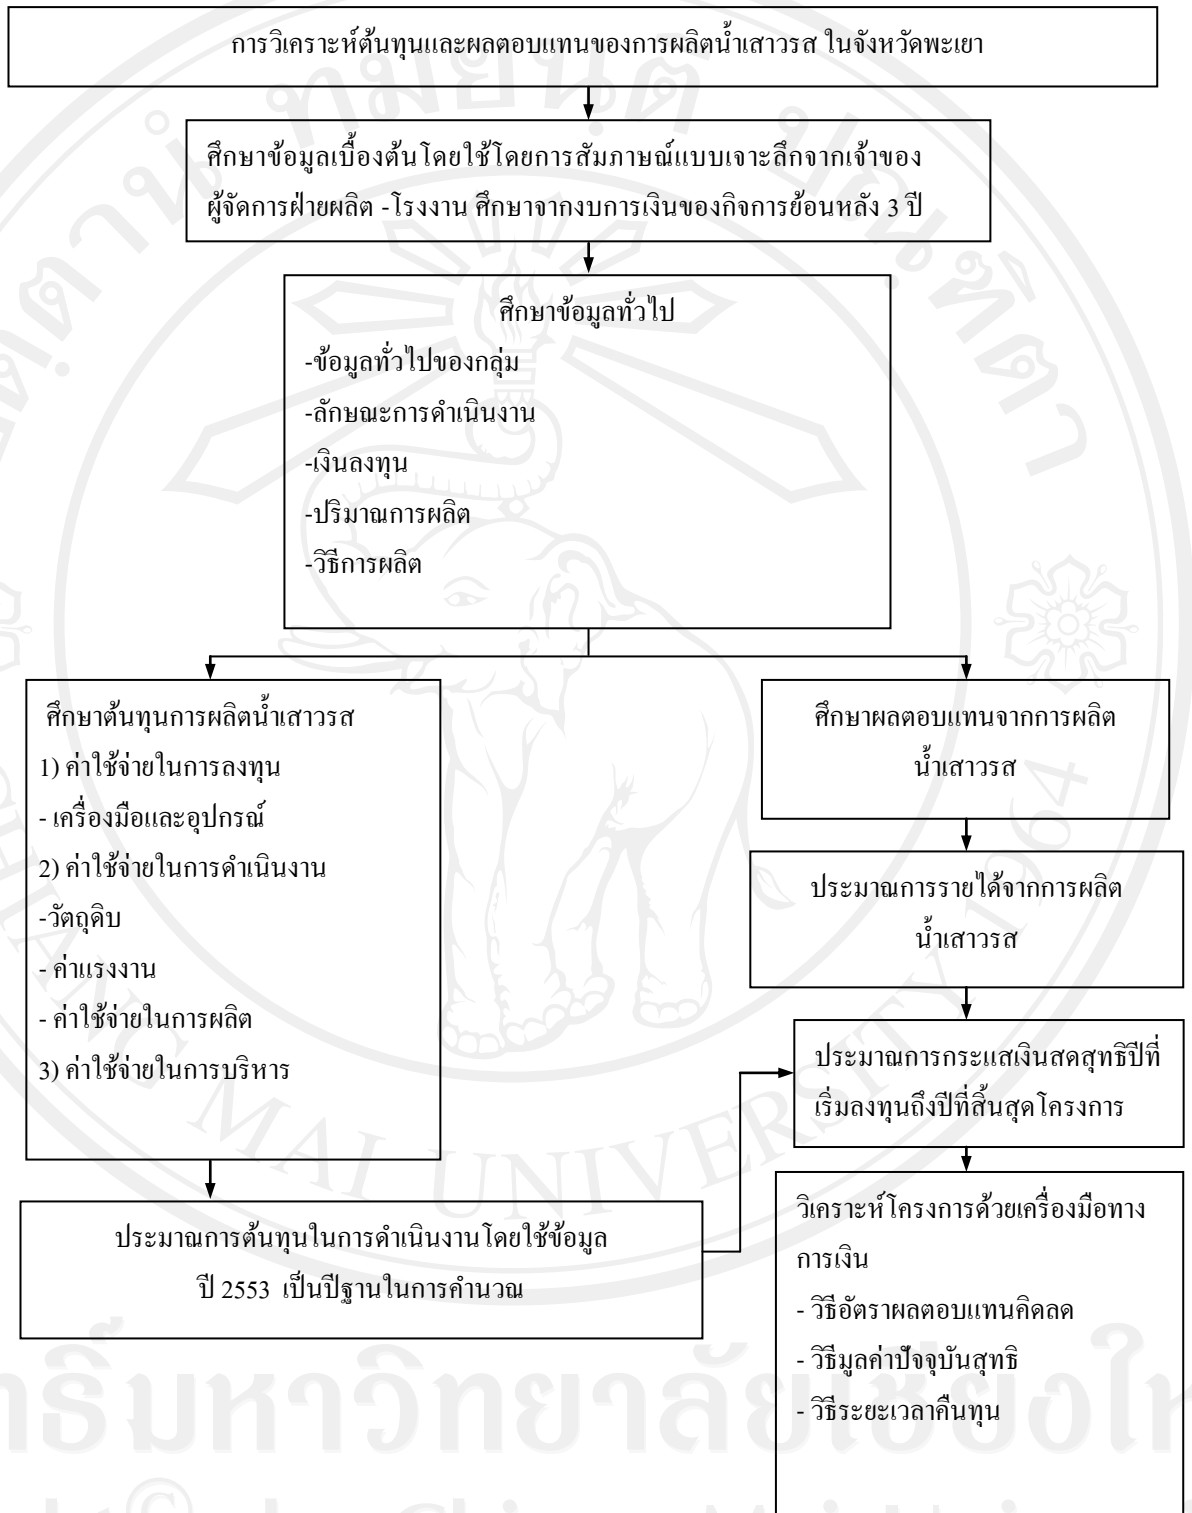 การวิเคราะห์ต้นทุนและผลตอบแทนของการผลิตน้ำเสาวรส ในจังหวัดพะเยา
ศึกษาข้อมูลเบื้องต้นโดยใช้โดยการสัมภาษณ์แบบเจาะลึกจากเจ้าของ
ผู้จัดการฝ่ายผลิต -โรงงาน ศึกษาจากงบการเงินของกิจการย้อนหลัง 3 ปี
ศึกษาข้อมูลทั่วไป
-ข้อมูลทั่วไปของกลุ่ม
-ลักษณะการดำเนินงาน
-เงินลงทุน
-ปริมาณการผลิต
-วิธีการผลิต
ศึกษาต้นทุนการผลิตน้ำเสาวรส
1) ค่าใช้จ่ายในการลงทุน
- เครื่องมือและอุปกรณ์
2) ค่าใช้จ่ายในการดำเนินงาน
-วัตถุดิบ
- ค่าแรงงาน
- ค่าใช้จ่ายในการผลิต
3) ค่าใช้จ่ายในการบริหาร
ประมาณการต้นทุนในการดำเนินงานโดยใช้ข้อมูล
ปี 2553 เป็นปีฐานในการคำนวณ
ศึกษาผลตอบแทนจากการผลิต
น้ำเสาวรส
ประมาณการรายได้จากการผลิต
น้ำเสาวรส
ประมาณการกระแสเงินสดสุทธิปีที่
เริ่มลงทุนถึงปีที่สิ้นสุดโครงการ
วิเคราะห์โครงการด้วยเครื่องมือทาง
การเงิน
- วิธีอัตราผลตอบแทนคิดลด
- วิธีมูลค่าปัจจุบันสุทธิ
- วิธีระยะเวลาคืนทุน
MAI UNIVERSITY 1964